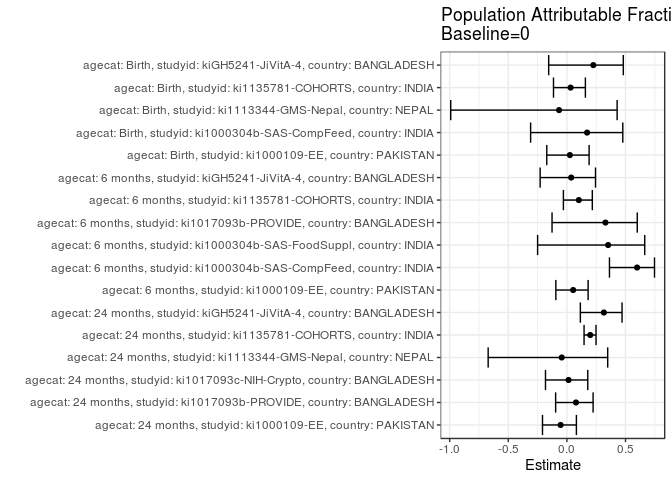 Population Attributable Fracti
Baseline=0
agecat: Birth, studyid: kiGH5241-JiVitA-4, country: BANGLADESH
agecat: Birth, studyid: ki1135781-COHORTS, country: INDIA
agecat: Birth, studyid: ki1113344-GMS-Nepal, country: NEPAL
agecat: Birth, studyid: ki1000304b-SAS-CompFeed, country: INDIA
agecat: Birth, studyid: ki1000109-EE, country: PAKISTAN
agecat: 6 months, studyid: kiGH5241-JiVitA-4, country: BANGLADESH
agecat: 6 months, studyid: ki1135781-COHORTS, country: INDIA
agecat: 6 months, studyid: ki1017093b-PROVIDE, country: BANGLADESH
agecat: 6 months, studyid: ki1000304b-SAS-FoodSuppl, country: INDIA
agecat: 6 months, studyid: ki1000304b-SAS-CompFeed, country: INDIA
agecat: 6 months, studyid: ki1000109-EE, country: PAKISTAN
agecat: 24 months, studyid: kiGH5241-JiVitA-4, country: BANGLADESH
agecat: 24 months, studyid: ki1135781-COHORTS, country: INDIA
agecat: 24 months, studyid: ki1113344-GMS-Nepal, country: NEPAL
agecat: 24 months, studyid: ki1017093c-NIH-Crypto, country: BANGLADESH
agecat: 24 months, studyid: ki1017093b-PROVIDE, country: BANGLADESH
agecat: 24 months, studyid: ki1000109-EE, country: PAKISTAN
-1.0 -0.5 0.0 0.5
Estimate